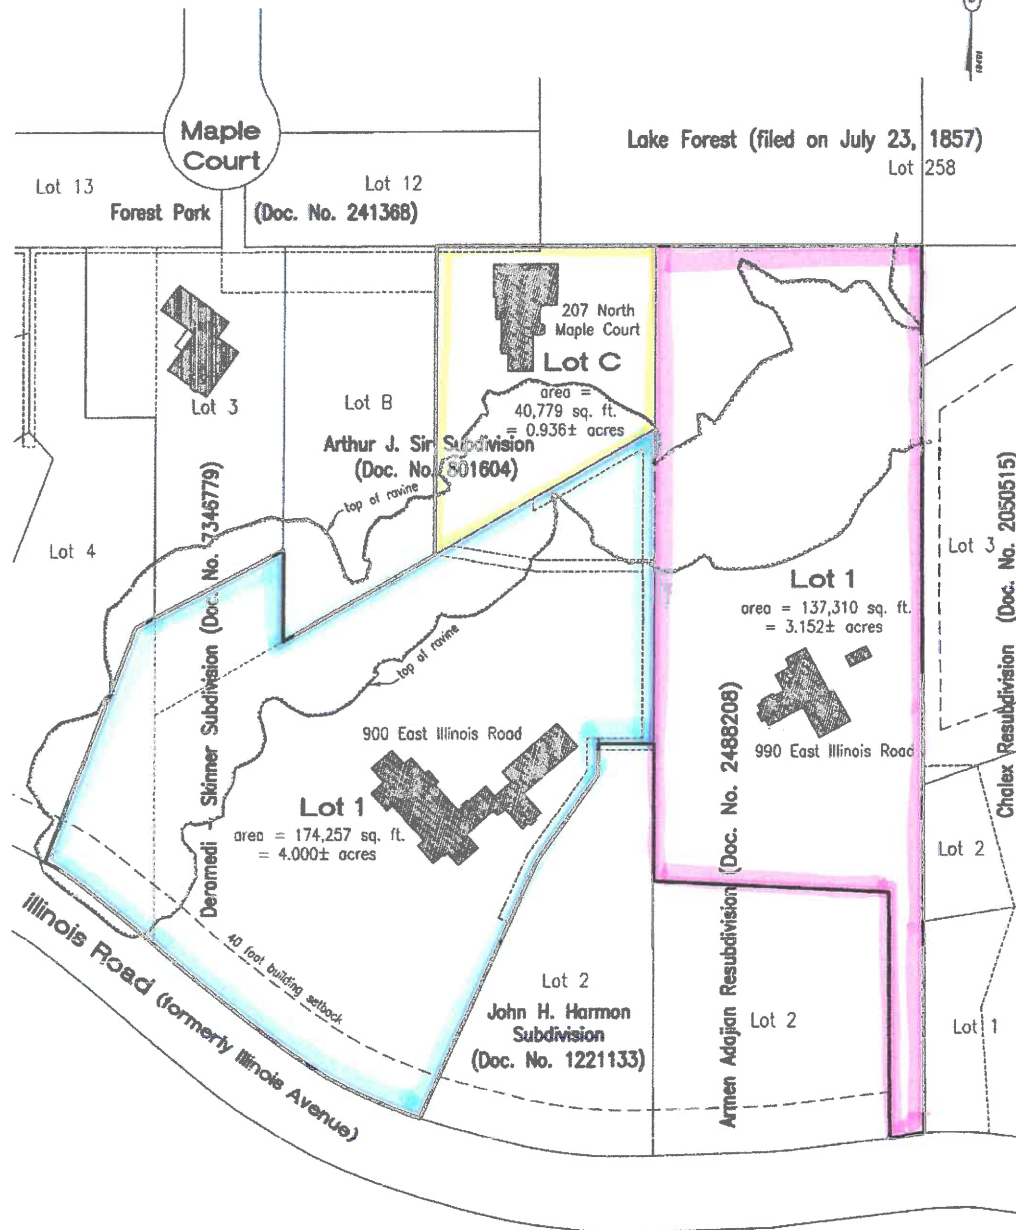 Maple
Court
Lake Forest (filed on July 23, 1857)
Lot 258
Lot 13
Lot 12
Forest Park (Doc. No. 241368)
207 North
Maple Court
Lot C
area =
40,779 sq. ft.
= 0.936± acres
Lot 3
Lot B
Arthur J. Sir Subdivision
(Doc. No. 801604)
top of ravine
Lot 4
Deramedi - Skinner Subdivision (Doc. No. 7346779)
Lot 3
Chalex Resubdivision (Doc. No. 2050515)
Lot 1
area = 137,310 sq. ft.
= 3.152± acres
top of ravine
900 East Illinois Road
990 East Illinois Road
Lot 1
area = 174,257 sq. ft.
= 4.000± acres
Armen Adajian Resubdivision (Doc. No. 2488208)
Lot 2
Illinois Road (formerly Illinois Avenue)
40 foot building setback
Lot 2
John H. Harmon
Subdivision
(Doc. No. 1221133)
Lot 2
Lot 1